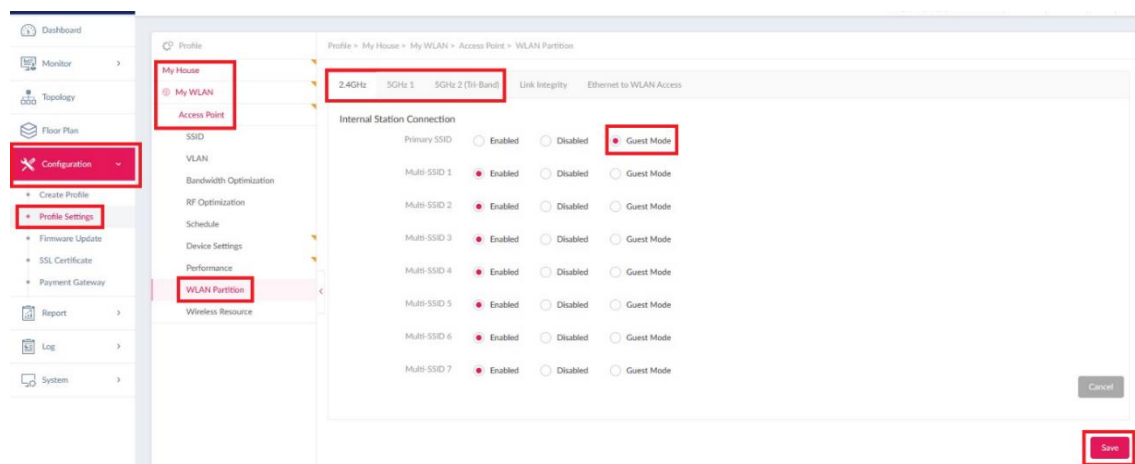 Dashboard
Monitor
Topology
Floor Plan
Configuration
Create Profile
Profile Settings
Firmware Update
SSL Certificate
Payment Gateway
Report
Log
System
Profile
My House
My WLAN
Access Point
SSID
VLAN
Bandwidth Optimization
RF Optimization
Schedule
Device Settings
Performance
WLAN Partition
Wireless Resource
Profile > My House > My WLAN > Access Point > WLAN Partition
2.4GHz 5GHz 1 5GHz 2 (Tri-Band) Link Integrity Ethernet to WLAN Access
Internal Station Connection
Primary SSID Enabled Disabled Guest Mode
Multi-SSID 1 Enabled Disabled Guest Mode
Multi-SSID 2 Enabled Disabled Guest Mode
Multi-SSID 3 Enabled Disabled Guest Mode
Multi-SSID 4 Enabled Disabled Guest Mode
Multi-SSID 5 Enabled Disabled Guest Mode
Multi-SSID 6 Enabled Disabled Guest Mode
Multi-SSID 7 Enabled Disabled Guest Mode
Cancel
Save